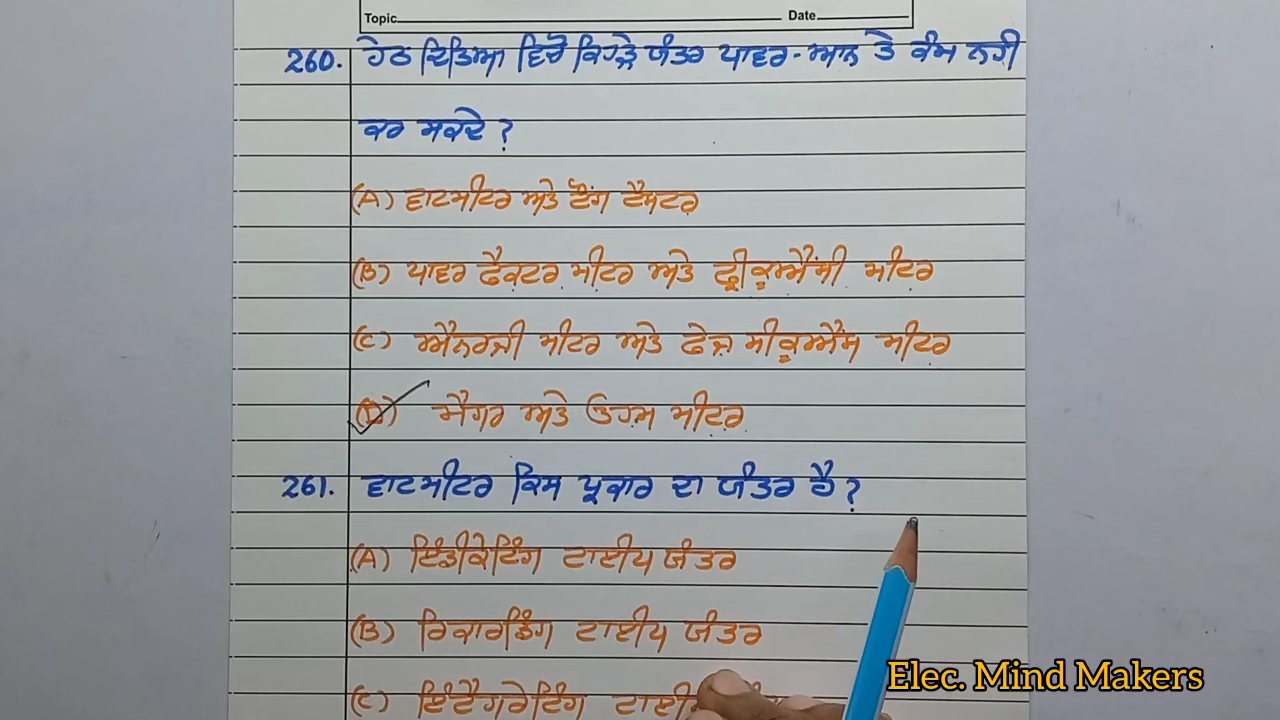 Topic Date
260. ਹੇਠ ਦਿਤਿਆ ਵਿਚੋਂ ਕਿਹੜੇ ਯੰਤਰ ਪਾਵਰ-ਆਨ ਤੇ ਕੰਮ ਨਹੀ
ਕਰ ਸਕਦੇ ?
(A) ਵਾਟਮੀਟਰ ਅਤੇ ਟੌਂਗ ਟੈਸਟਰ
(B) ਪਾਵਰ ਫੈਕਟਰ ਮੀਟਰ ਅਤੇ ਫ੍ਰੀਕੁਐਂਸੀ ਮੀਟਰ
(C) ਐਨਰਜੀ ਮੀਟਰ ਅਤੇ ਫੇਜ਼ ਸੀਕੁਐਂਸ ਮੀਟਰ
(D) ਮੈਗਰ ਅਤੇ ਓਹਮ ਮੀਟਰ
261. ਵਾਟਮੀਟਰ ਕਿਸ ਪ੍ਰਕਾਰ ਦਾ ਯੰਤਰ ਹੈ ?
(A) ਇੰਡੀਕੇਟਿੰਗ ਟਾਈਪ ਯੰਤਰ
(B) ਰਿਕਾਰਡਿੰਗ ਟਾਈਪ ਯੰਤਰ
(C) ਇੰਟੈਗਰੇਟਿੰਗ
Elec. Mind Makers